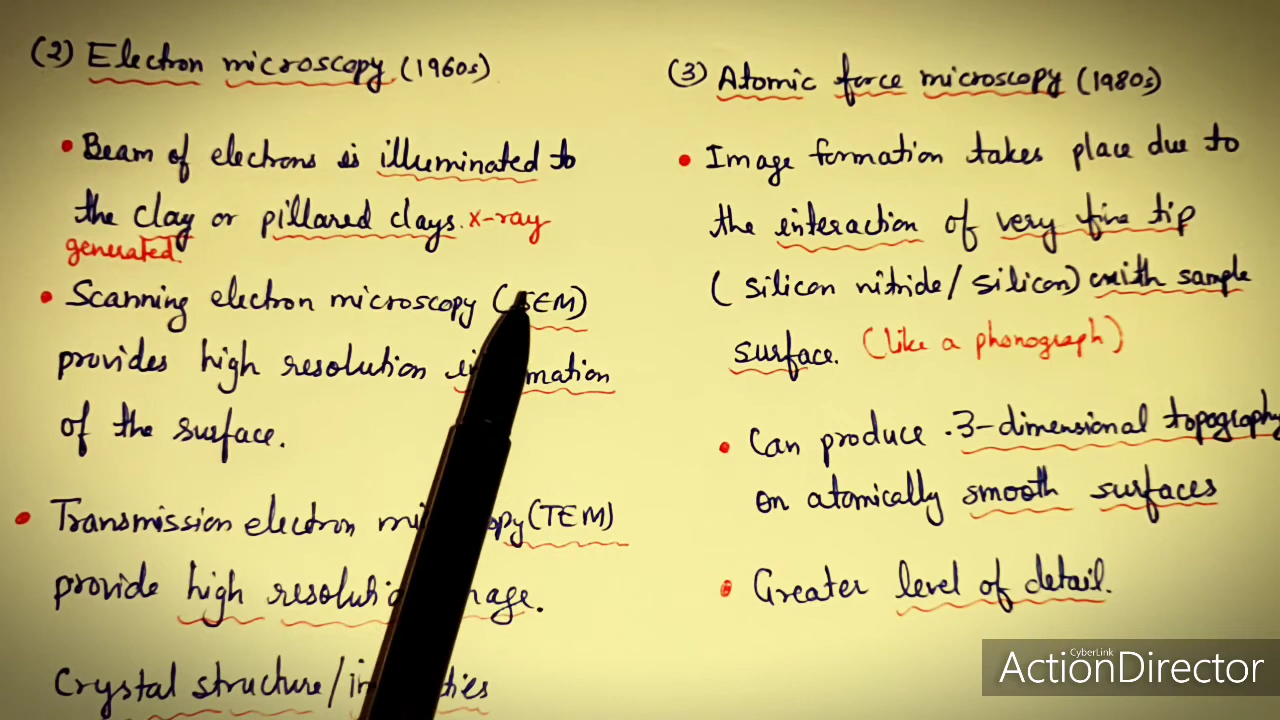 (2) Electron microscopy (1960s)
• Beam of electrons is illuminated to
the clay or pillared clays. x-ray
generated.
• Scanning electron microscopy
provides high resolution
of the surface.
• Transmission electron (TEM)
provide high
Crystal structure/
(3) Atomic force microscopy (1980s)
• Image formation takes place due to
the interaction of very fine tip
(silicon nitride/silicon) with sample
surface. (like a phonograph)
• Can produce 3-dimensional topography
on atomically smooth surfaces
• Greater level of detail.
CyberLink
ActionDirector